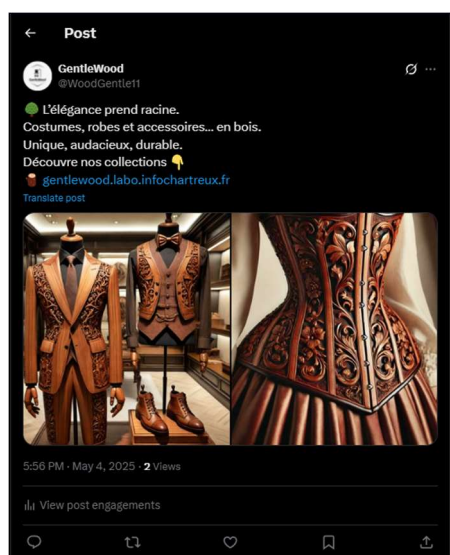 Post
GentleWood
@WoodGentle11
L'élégance prend racine.
Costumes, robes et accessoires... en bois.
Unique, audacieux, durable.
Découvre nos collections
gentlewood.labo.infochartreux.fr
Translate post
5:56 PM · May 4, 2025 · 2 Views
View post engagements